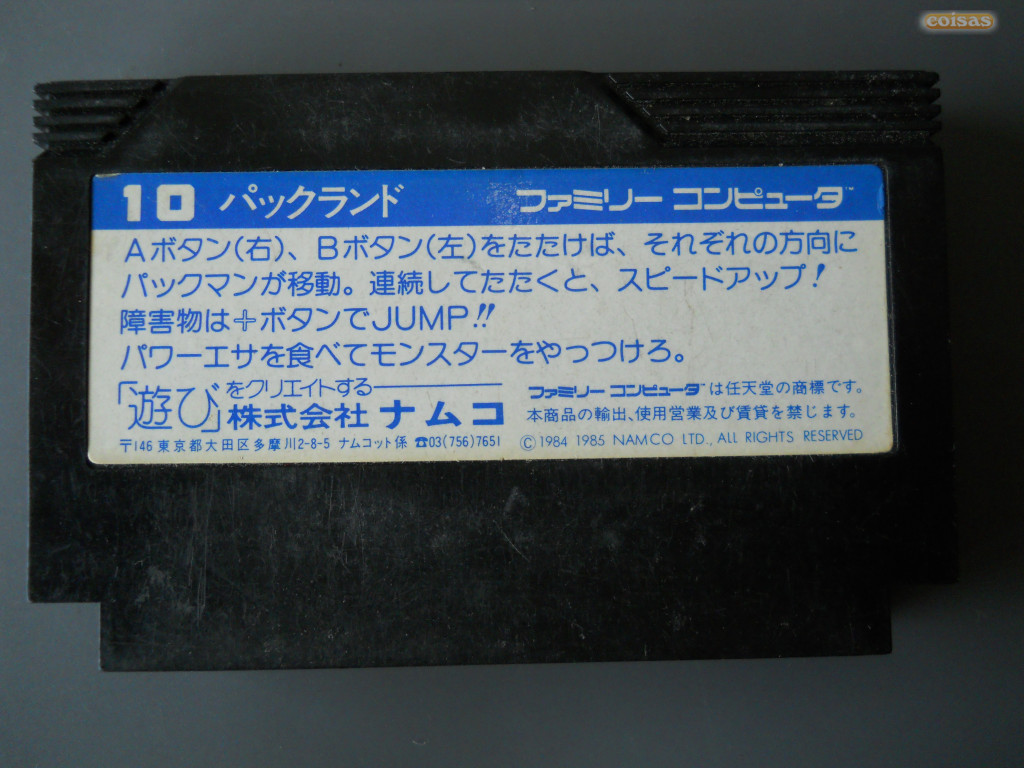 coisas
10 パックランド ファミリー コンピュータ™
Aボタン(右)、Bボタン(左)をたたけば、それぞれの方向に
パックマンが移動。連続してたたくと、スピードアップ!
障害物は+ボタンでJUMP!!
パワーエサを食べてモンスターをやっつけろ。
「遊び」をクリエイトする
株式会社 ナムコ
〒146 東京都大田区多摩川2-8-5 ナムコット係 ☎03(756)7651
ファミリー コンピュータ™は任天堂の商標です。
本商品の輸出、使用営業及び賃貸を禁じます。
©1984 1985 NAMCO LTD., ALL RIGHTS RESERVED